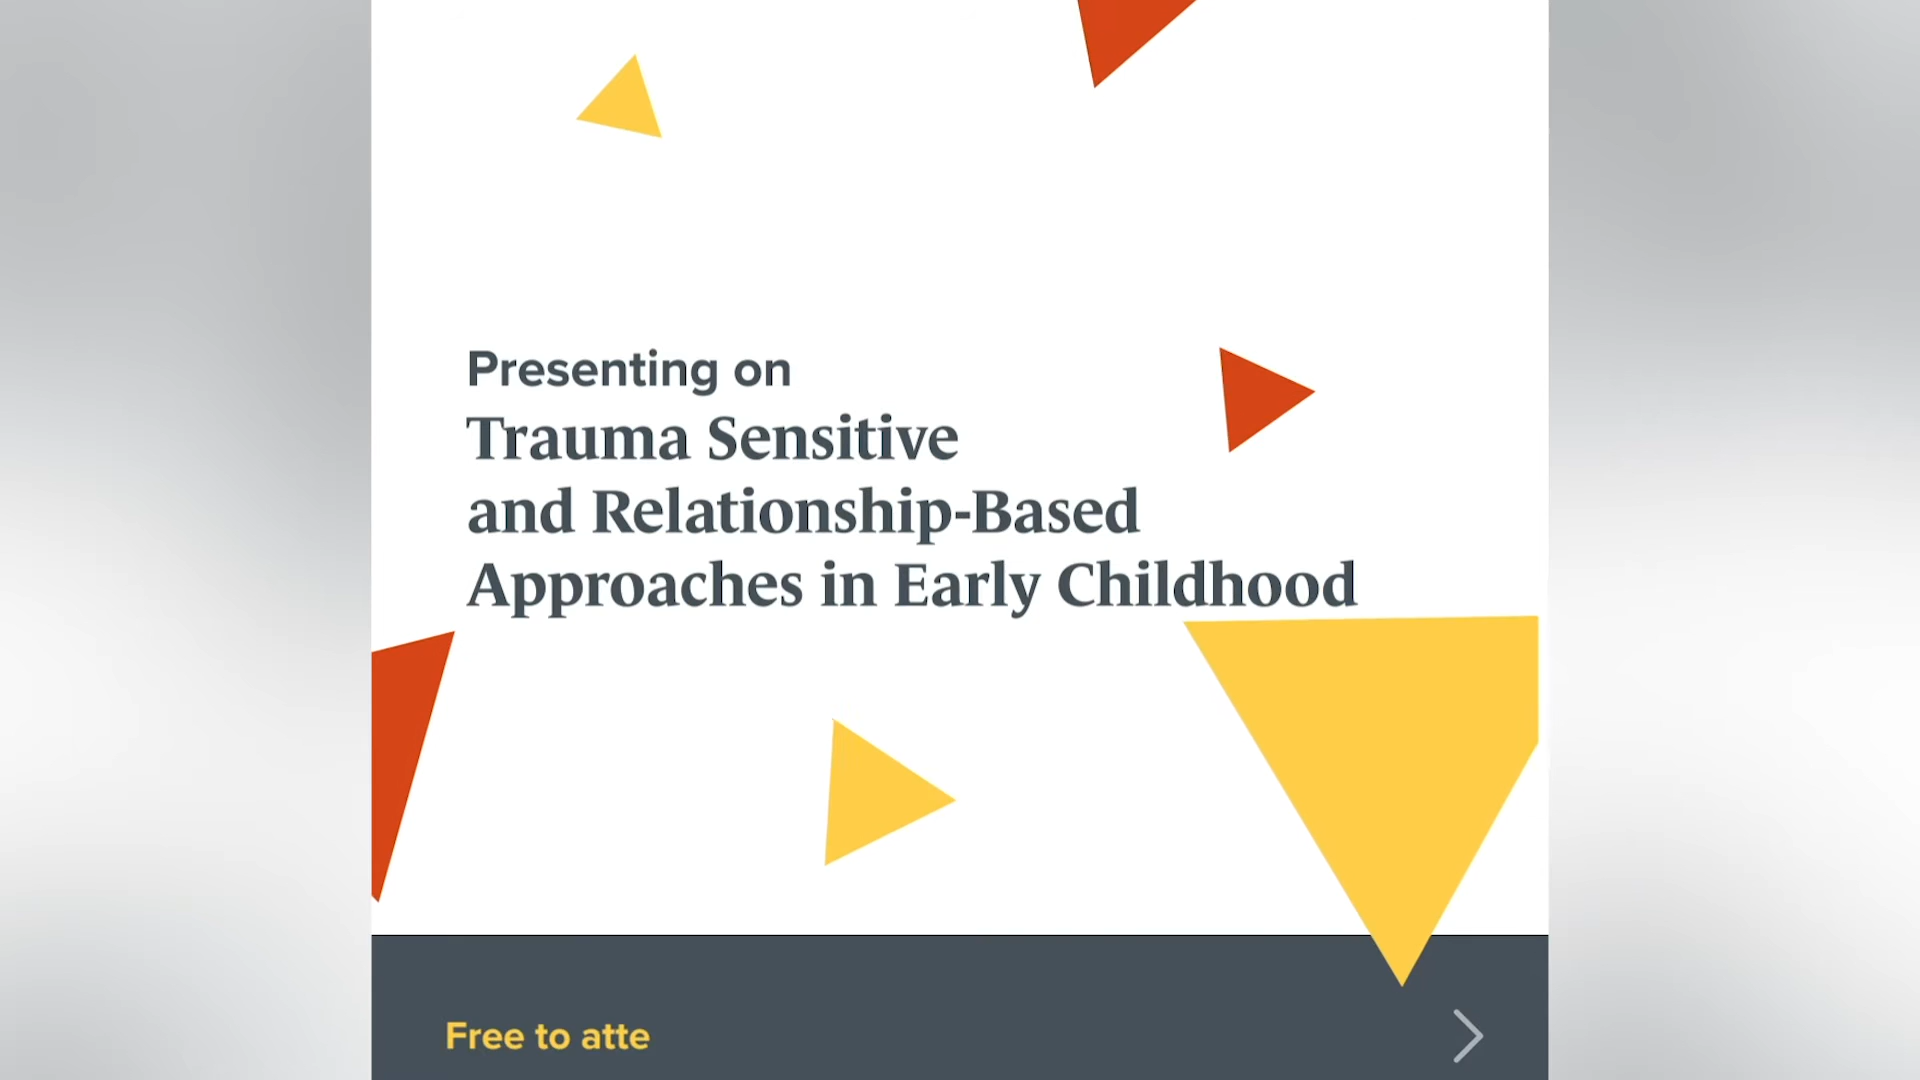 Presenting on
Trauma Sensitive
and Relationship-Based
Approaches in Early Childhood
Free to atte